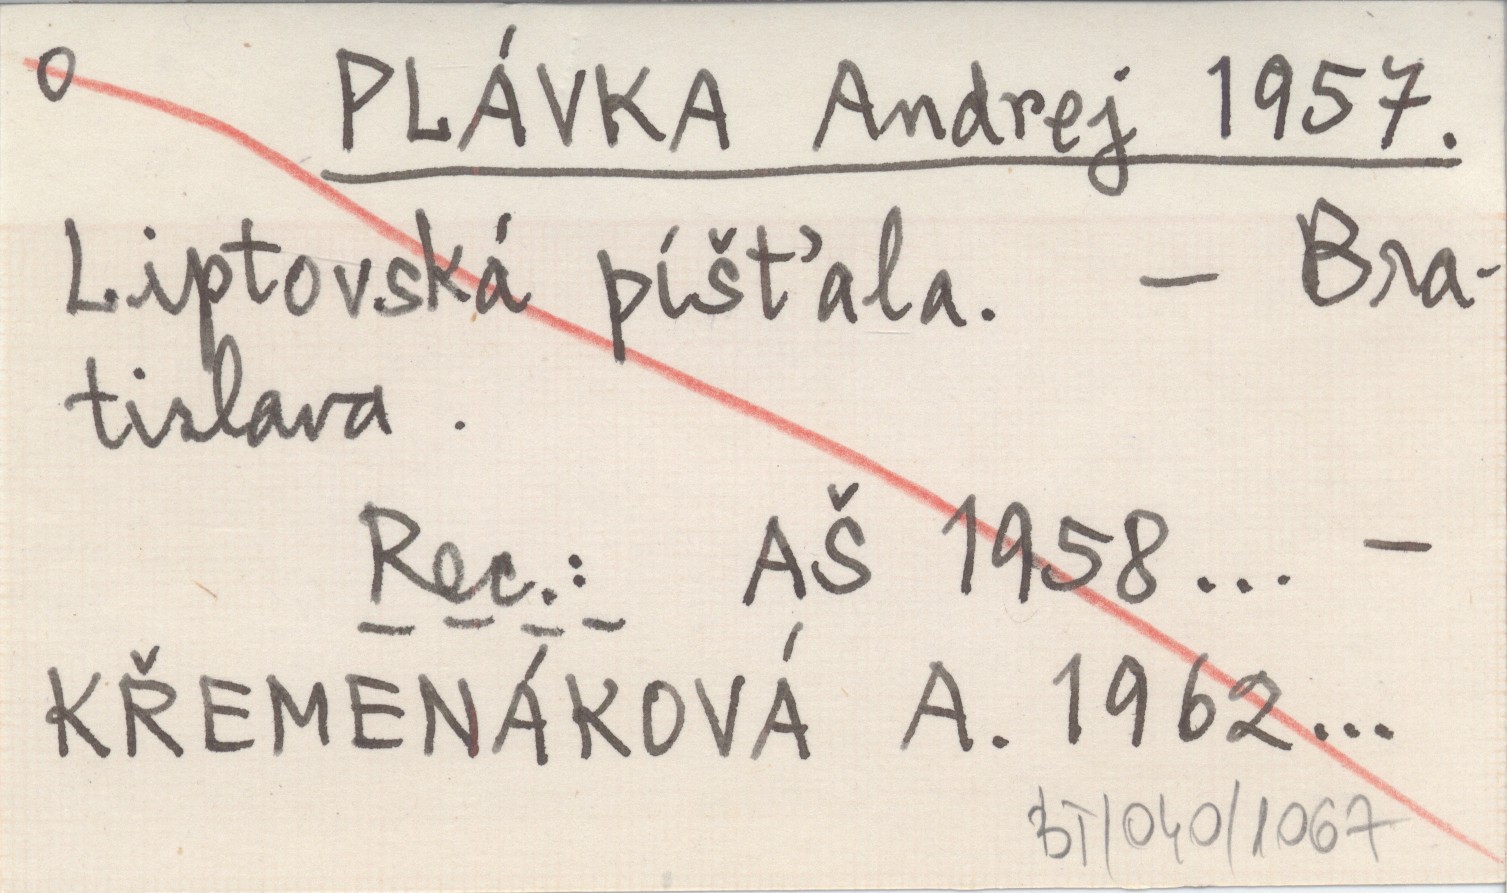 O PLÁVKA Andrej 1957.
Liptovská píšťala. – Bra-
tislava.
Rec.: AŠ 1958... –
KŘEMENÁKOVÁ A. 1962...
BT/040/1067